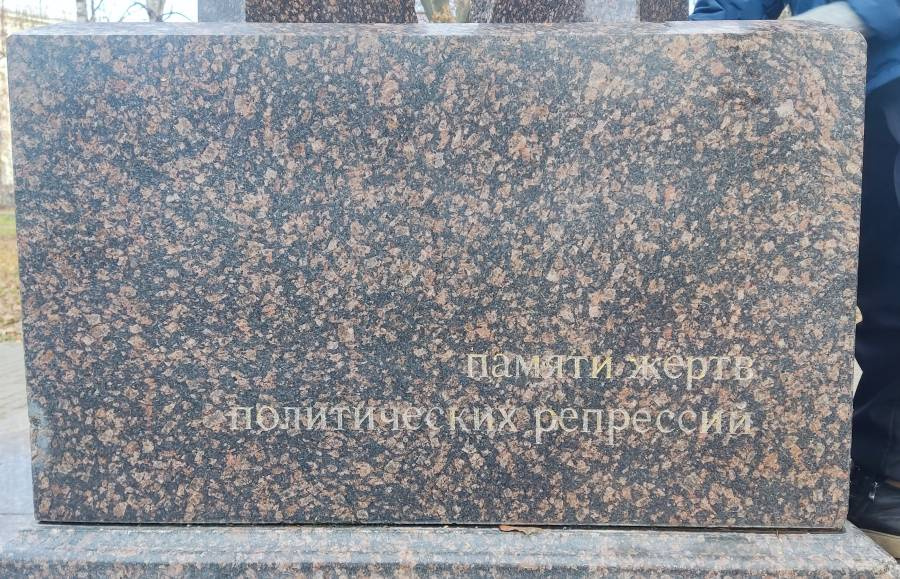 памяти жертв
политических репрессий